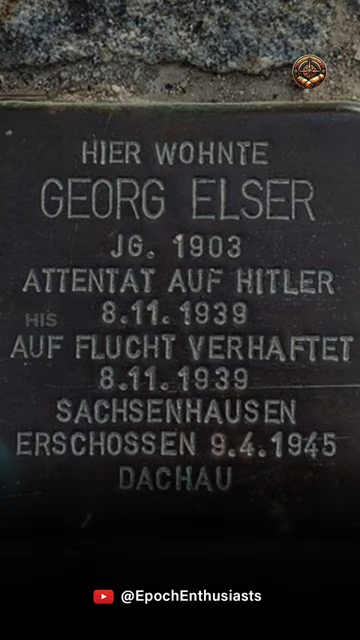 HIER WOHNTE
GEORG ELSER
JG. 1903
ATTENTAT AUF HITLER
8.11.1939
HIS
AUF FLUCHT VERHAFTET
8.11.1939
SACHSENHAUSEN
ERSCHOSSEN 9.4.1945
DACHAU
@EpochEnthusiasts